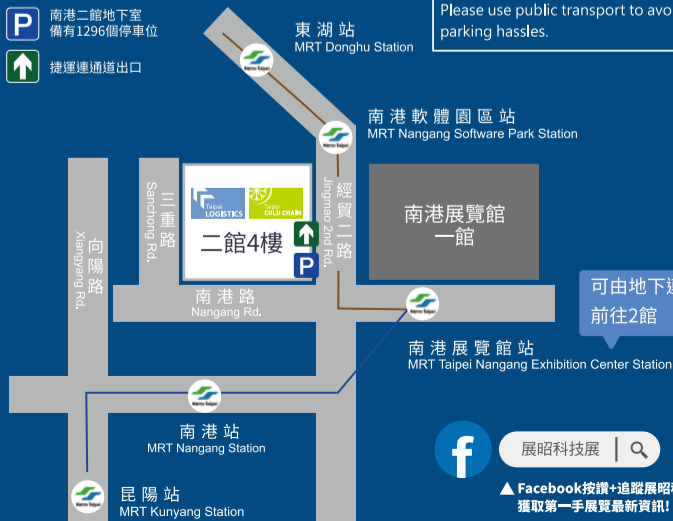 Please use public transport to avo
parking hassles.
P
南港二館地下室
備有1296個停車位
捷運連通道出口
東湖站
MRT Donghu Station
南港軟體園區站
MRT Nangang Software Park Station
向陽路
Xiangyang Rd.
三重路
Sanchong Rd.
Taipei
LOGISTICS
Taipei
COLD CHAIN
二館4樓
P
經貿二路
Jingmao 2nd Rd.
南港展覽館
一館
南港路
Nangang Rd.
可由地下連
前往2館
南港展覽館站
MRT Taipei Nangang Exhibition Center Station
南港站
MRT Nangang Station
昆陽站
MRT Kunyang Station
f
展昭科技展
▲ Facebook按讚+追蹤展昭科
獲取第一手展覽最新資訊!